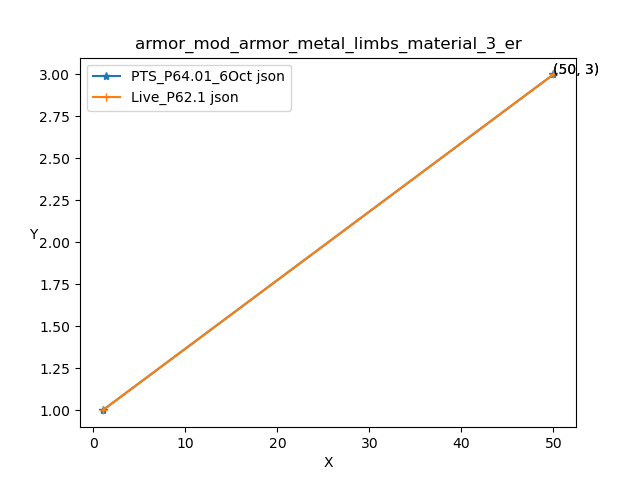 armor_mod_armor_metal_limbs_material_3_er
PTS_P64.01_6Oct json
Live_P62.1 json
(50, 3)
3.00
2.75
2.50
2.25
Y
2.00
1.75
1.50
1.25
1.00
0 10 20 30 40 50
X